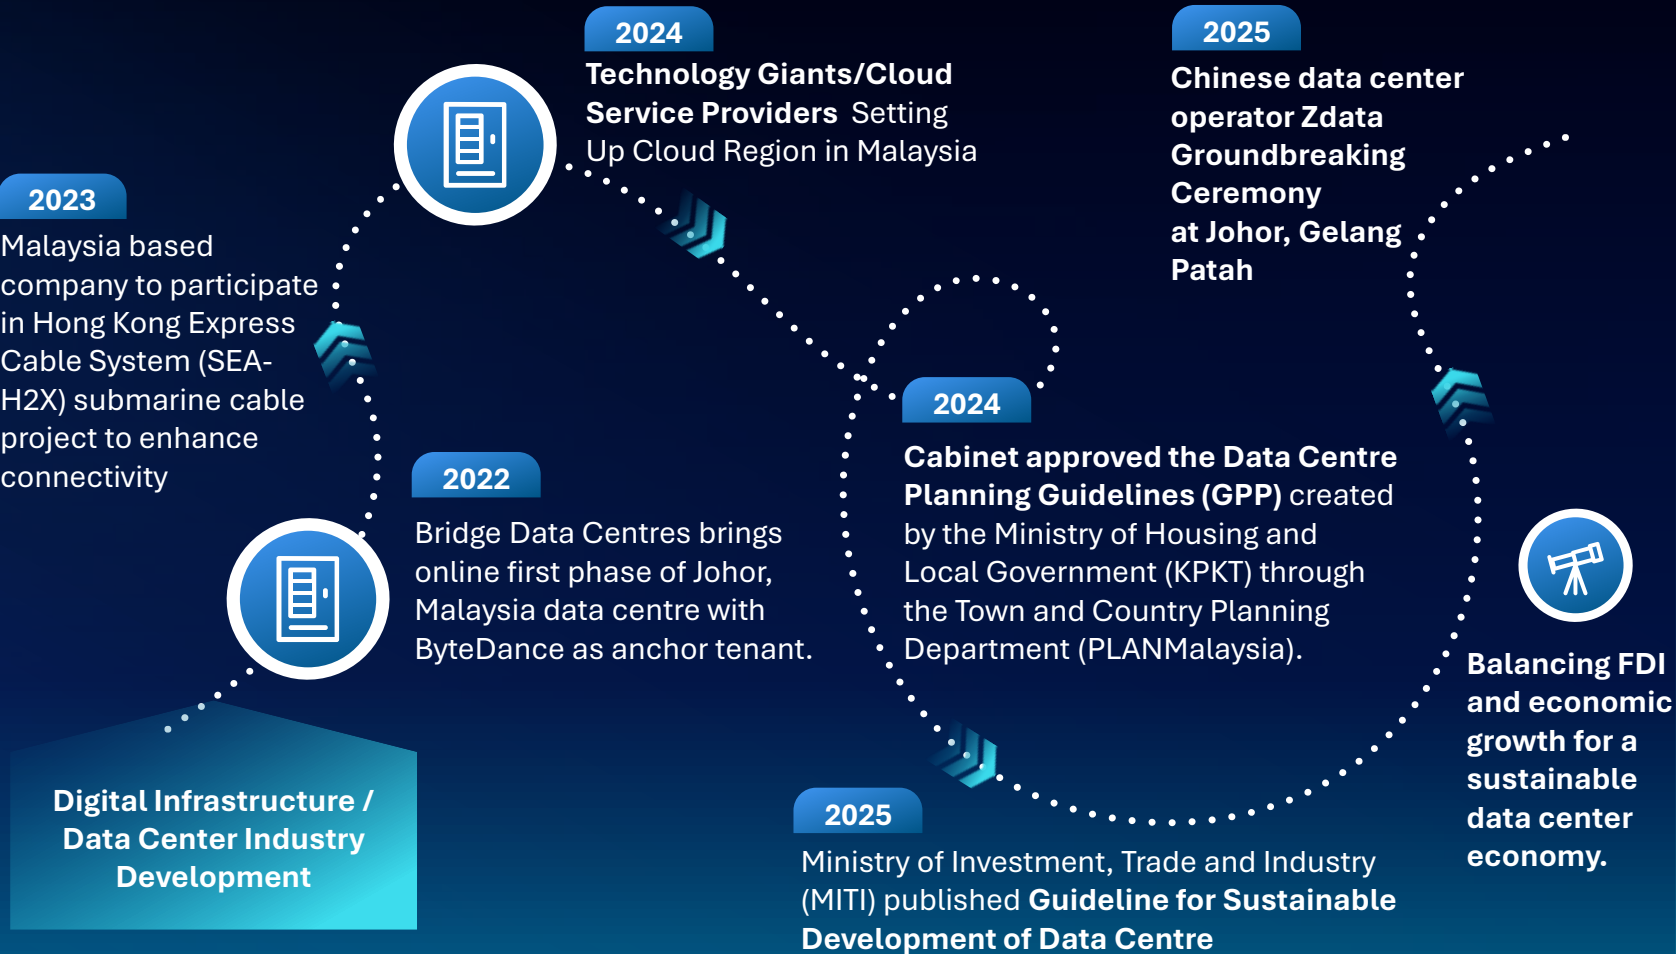 Digital Infrastructure /
Data Center Industry
Development
2022
Bridge Data Centres brings
online first phase of Johor,
Malaysia data centre with
ByteDance as anchor tenant.
2023
Malaysia based
company to participate
in Hong Kong Express
Cable System (SEA-
H2X) submarine cable
project to enhance
connectivity
2024
Technology Giants/Cloud
Service Providers Setting
Up Cloud Region in Malaysia
2024
Cabinet approved the Data Centre
Planning Guidelines (GPP) created
by the Ministry of Housing and
Local Government (KPKT) through
the Town and Country Planning
Department (PLANMalaysia).
2025
Ministry of Investment, Trade and Industry
(MITI) published Guideline for Sustainable
Development of Data Centre
2025
Chinese data center
operator Zdata
Groundbreaking
Ceremony
at Johor, Gelang
Patah
Balancing FDI
and economic
growth for a
sustainable
data center
economy.